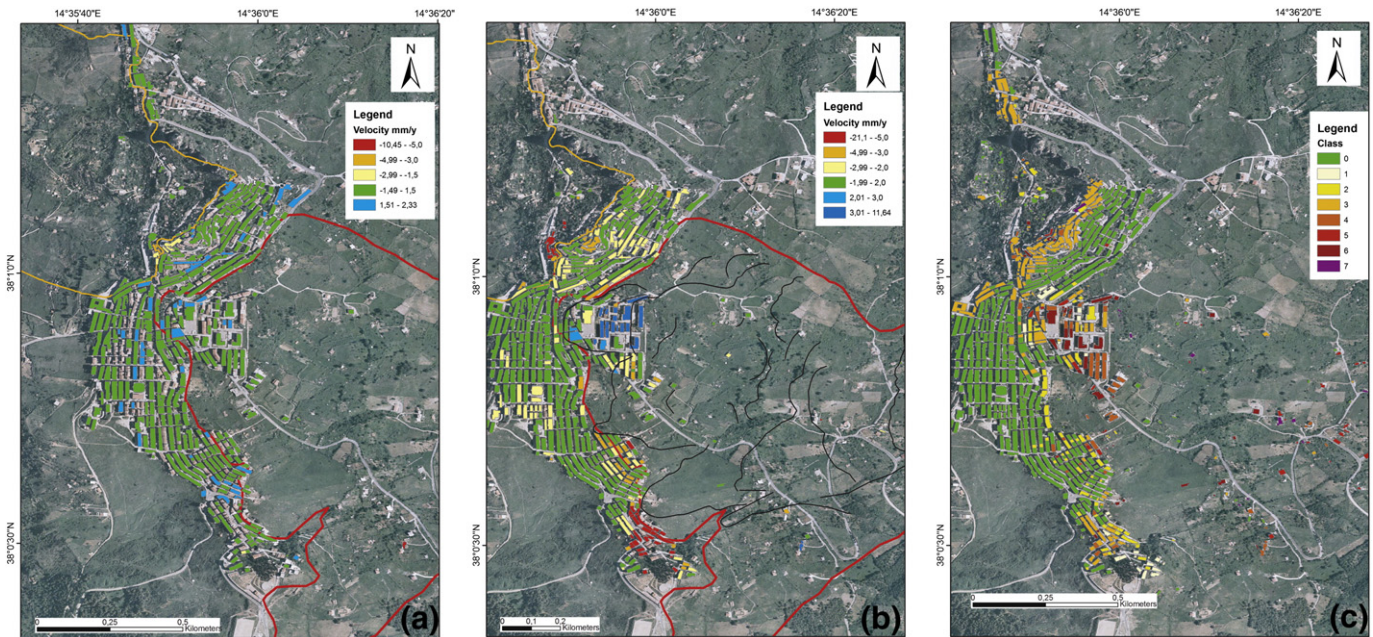 14°35'40"E
14°36'0"E
14°36'20"E
14°36'0"E
14°36'20"E
14°36'0"E
14°36'20"E
38°1'0"N
38°0'30"N
N
Legend
Velocity mm/y
-10,45 - -5,0
-4,99 - -3,0
-2,99 - -1,5
-1,49 - 1,5
1,51 - 2,33
0 0,25 0,5
Kilometers
(a)
38°1'0"N
38°0'30"N
N
Legend
Velocity mm/y
-21,1 - -5,0
-4,99 - -3,0
-2,99 - -2,0
-1,99 - 2,0
2,01 - 3,0
3,01 - 11,64
0 0,1 0,2
Kilometers
(b)
38°1'0"N
38°0'30"N
N
Legend
Class
0
1
2
3
4
5
6
7
0 0,25 0,5
Kilometers
(c)